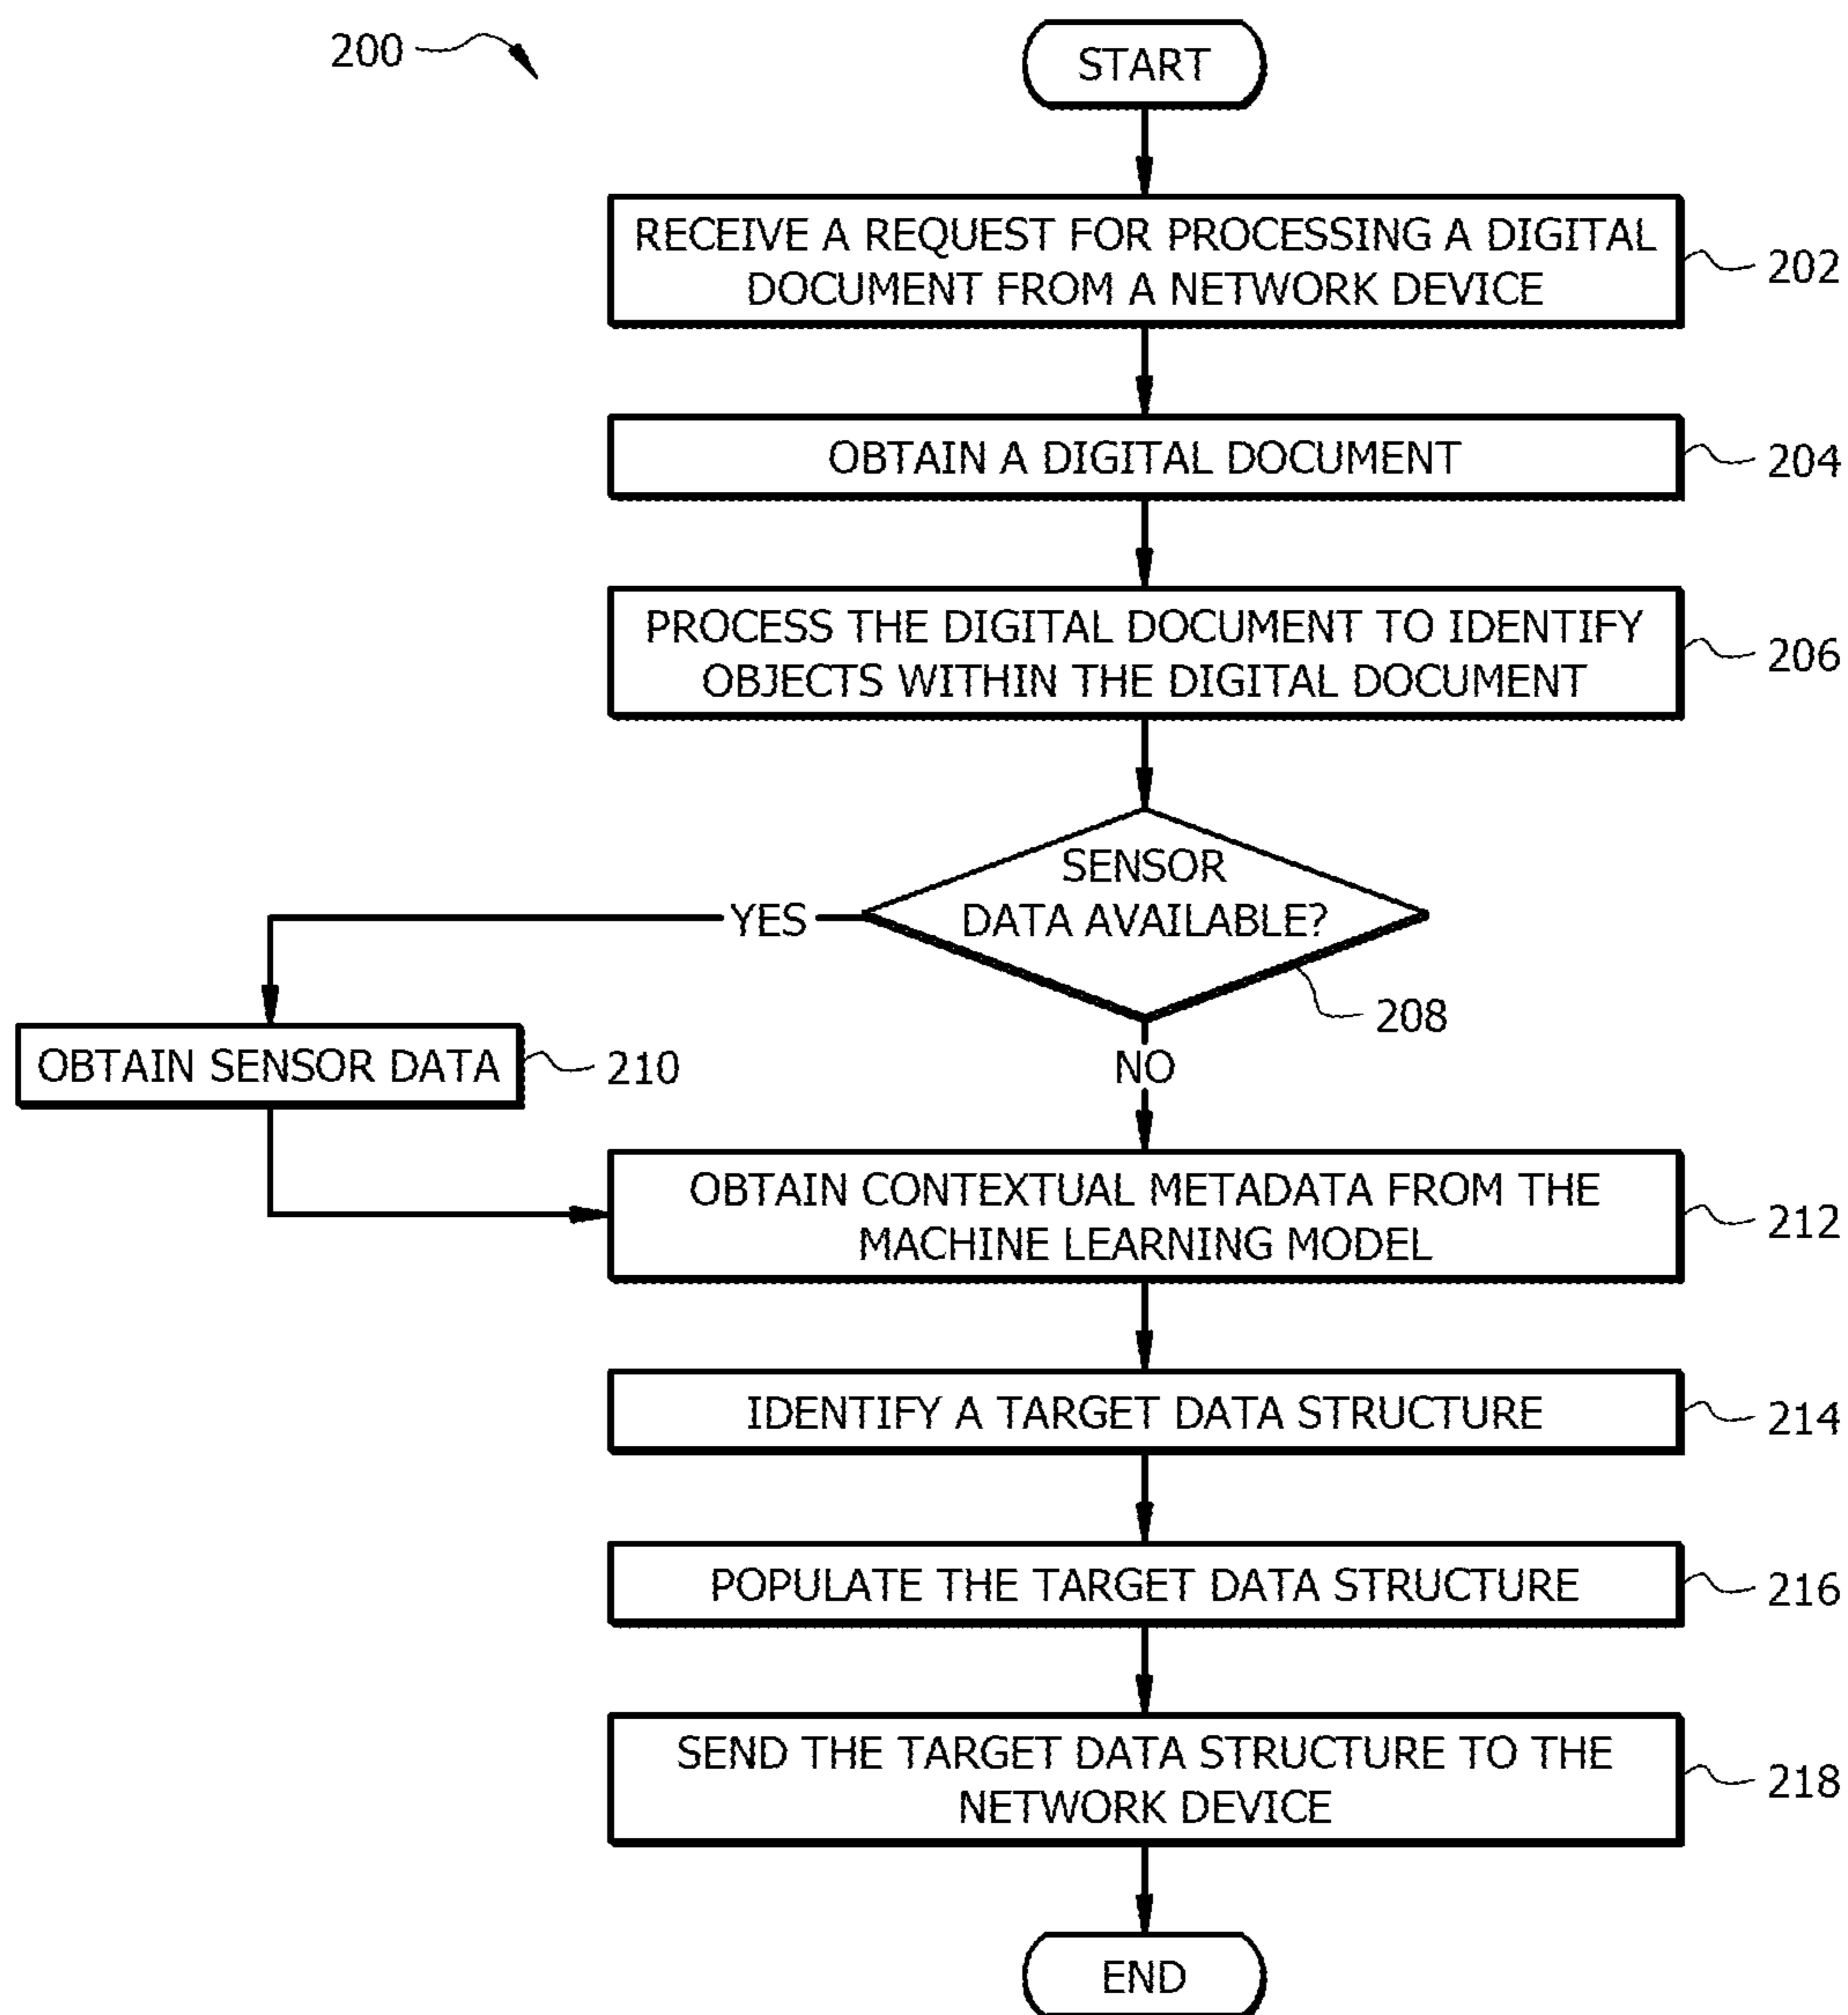 200
START
RECEIVE A REQUEST FOR PROCESSING A DIGITAL
DOCUMENT FROM A NETWORK DEVICE
202
OBTAIN A DIGITAL DOCUMENT
204
PROCESS THE DIGITAL DOCUMENT TO IDENTIFY
OBJECTS WITHIN THE DIGITAL DOCUMENT
206
SENSOR
DATA AVAILABLE?
YES
208
OBTAIN SENSOR DATA
210
NO
OBTAIN CONTEXTUAL METADATA FROM THE
MACHINE LEARNING MODEL
212
IDENTIFY A TARGET DATA STRUCTURE
214
POPULATE THE TARGET DATA STRUCTURE
216
SEND THE TARGET DATA STRUCTURE TO THE
NETWORK DEVICE
218
END